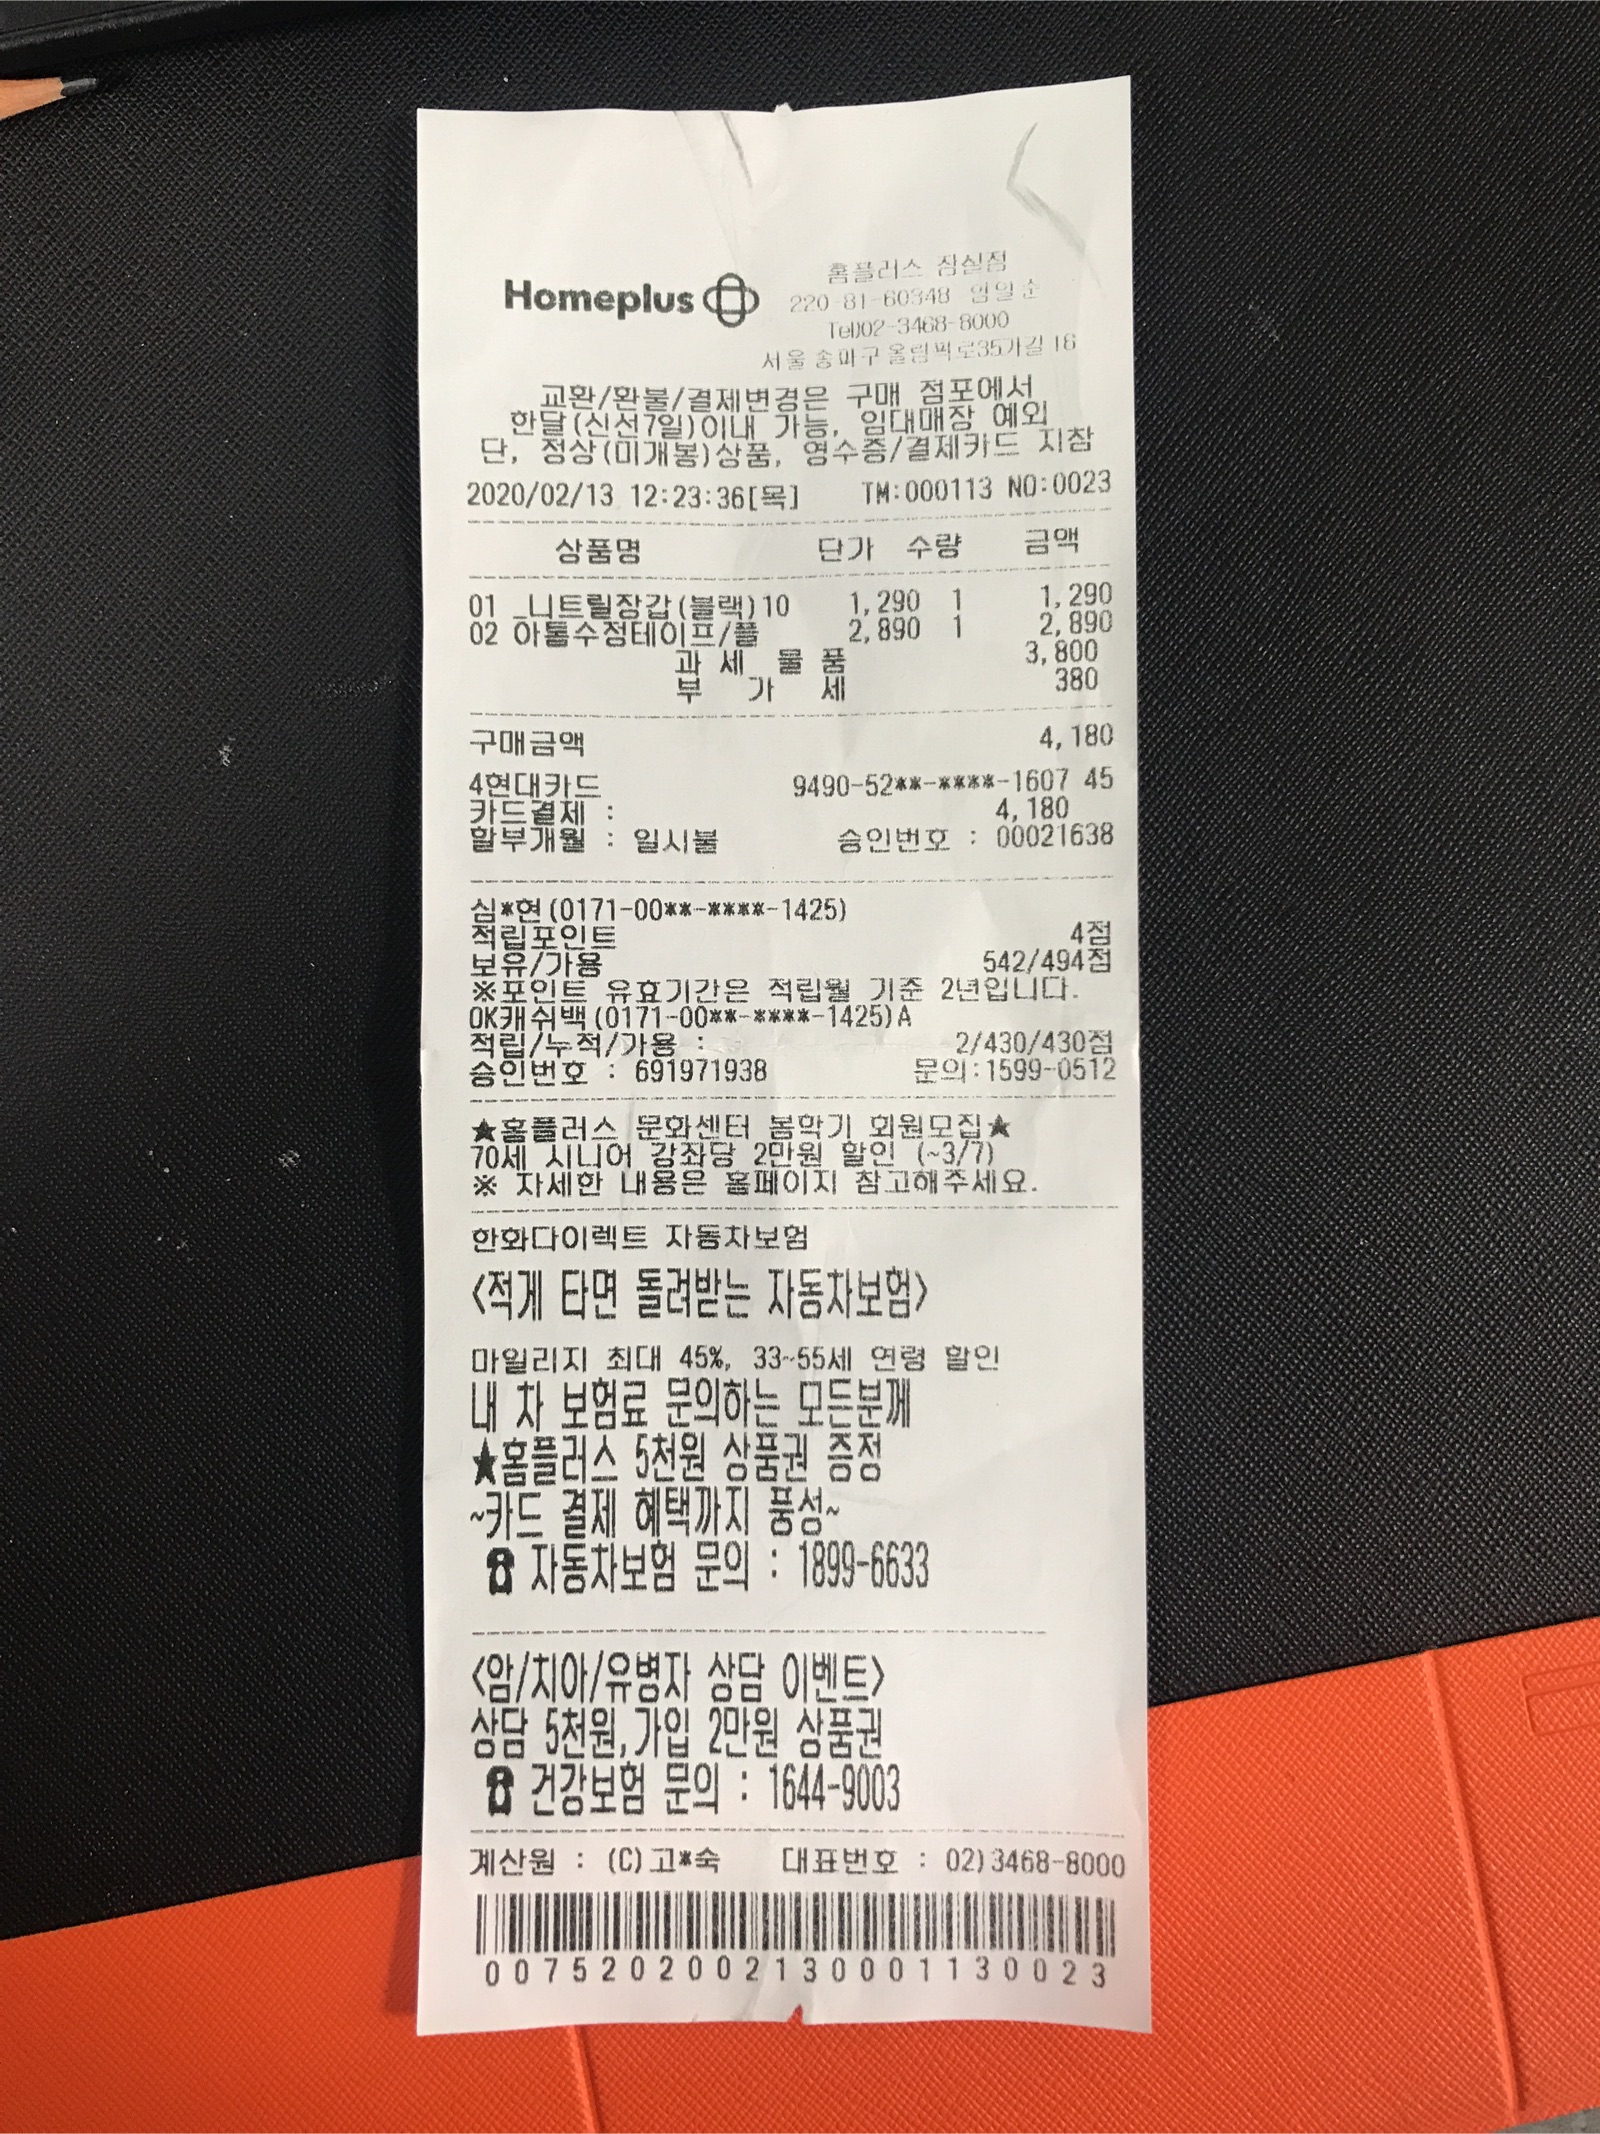 Homeplus
홈플러스 잠실점
220-81-60348 임일순
Tel)02-3468-8000
서울 송파구 올림픽로35가길 16
교환/환불/결제변경은 구매 점포에서
한달(신선7일)이내 가능, 임대매장 예외
단, 정상(미개봉)상품, 영수증/결제카드 지참
2020/02/13 12:23:36[목] TM:000113 NO:0023
상품명 단가 수량 금액
01 _니트릴장갑(블랙)10 1,290 1 1,290
02 아톰수정테이프/플 2,890 1 2,890
과 세 물 품 3,800
부 가 세 380
구매금액 4,180
4현대카드 9490-52**-****-1607 45
카드결제 : 4,180
할부개월 : 일시불 승인번호 : 00021638
심*현(0171-00**-****-1425)
적립포인트 4점
보유/가용 542/494점
※포인트 유효기간은 적립월 기준 2년입니다.
OK캐쉬백(0171-00**-****-1425)A
적립/누적/가용 : 2/430/430점
승인번호 : 691971938 문의:1599-0512
★홈플러스 문화센터 봄학기 회원모집★
70세 시니어 강좌당 2만원 할인 (~3/7)
※ 자세한 내용은 홈페이지 참고해주세요.
한화다이렉트 자동차보험
<적게 타면 돌려받는 자동차보험>
마일리지 최대 45%, 33~55세 연령 할인
내 차 보험료 문의하는 모든분께
★홈플러스 5천원 상품권 증정
~카드 결제 혜택까지 풍성~
☎ 자동차보험 문의 : 1899-6633
<암/치아/유병자 상담 이벤트>
상담 5천원,가입 2만원 상품권
☎ 건강보험 문의 : 1644-9003
계산원 : (C)고*숙 대표번호 : 02)3468-8000
0075202002130001130023